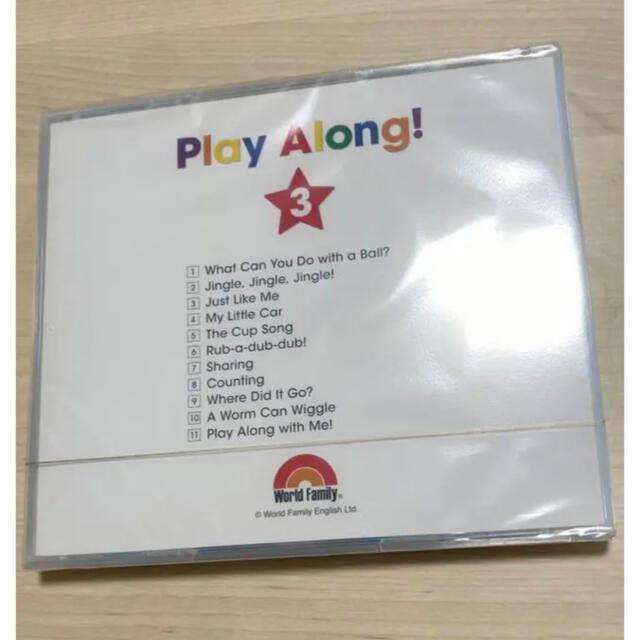 Play Along!
3
1 What Can You Do with a Ball?
2 Jingle, Jingle, Jingle!
3 Just Like Me
4 My Little Car
5 The Cup Song
6 Rub-a-dub-dub!
7 Sharing
8 Counting
9 Where Did It Go?
10 A Worm Can Wiggle
11 Play Along with Me!
World Family®
© World Family English Ltd.